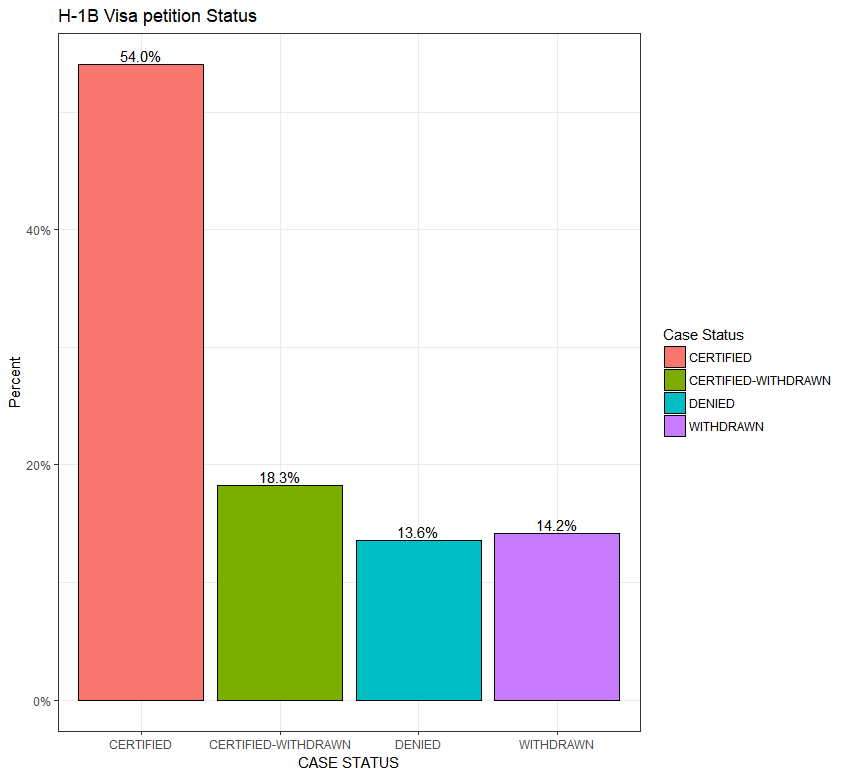 H-1B Visa petition Status
54.0%
40%
Percent
Case Status
CERTIFIED
CERTIFIED-WITHDRAWN
DENIED
WITHDRAWN
20%
18.3%
13.6%
14.2%
0%
CERTIFIED CERTIFIED-WITHDRAWN DENIED WITHDRAWN
CASE STATUS